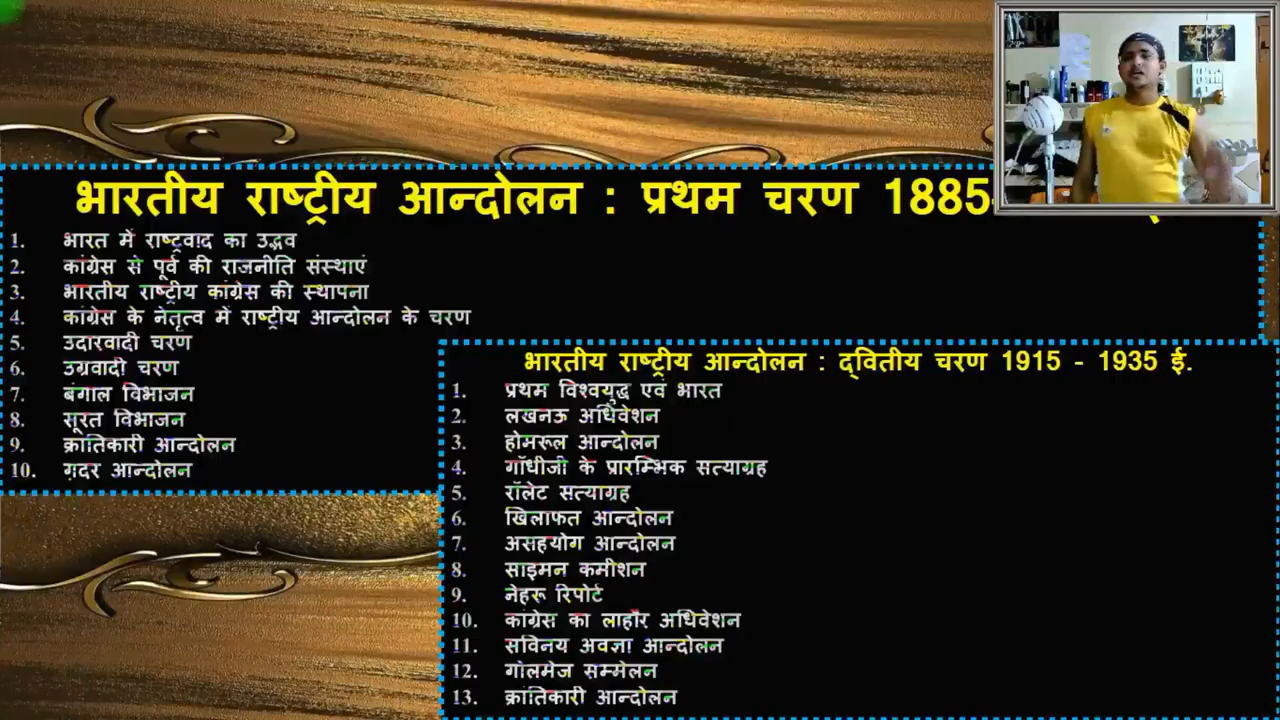 भारतीय राष्ट्रीय आन्दोलन : प्रथम चरण 1885
1. भारत में राष्ट्रवाद का उद्भव
2. कांग्रेस से पूर्व की राजनीति संस्थाएं
3. भारतीय राष्ट्रीय कांग्रेस की स्थापना
4. कांग्रेस के नेतृत्व में राष्ट्रीय आन्दोलन के चरण
5. उदारवादी चरण
6. उग्रवादी चरण
7. बंगाल विभाजन
8. सूरत विभाजन
9. क्रांतिकारी आन्दोलन
10. ग़दर आन्दोलन
भारतीय राष्ट्रीय आन्दोलन : द्वितीय चरण 1915 - 1935 ई.
1. प्रथम विश्वयुद्ध एवं भारत
2. लखनऊ अधिवेशन
3. होमरूल आन्दोलन
4. गाँधीजी के प्रारम्भिक सत्याग्रह
5. रॉलेट सत्याग्रह
6. खिलाफत आन्दोलन
7. असहयोग आन्दोलन
8. साइमन कमीशन
9. नेहरू रिपोर्ट
10. कांग्रेस का लाहौर अधिवेशन
11. सविनय अवज्ञा आन्दोलन
12. गोलमेज सम्मेलन
13. क्रांतिकारी आन्दोलन